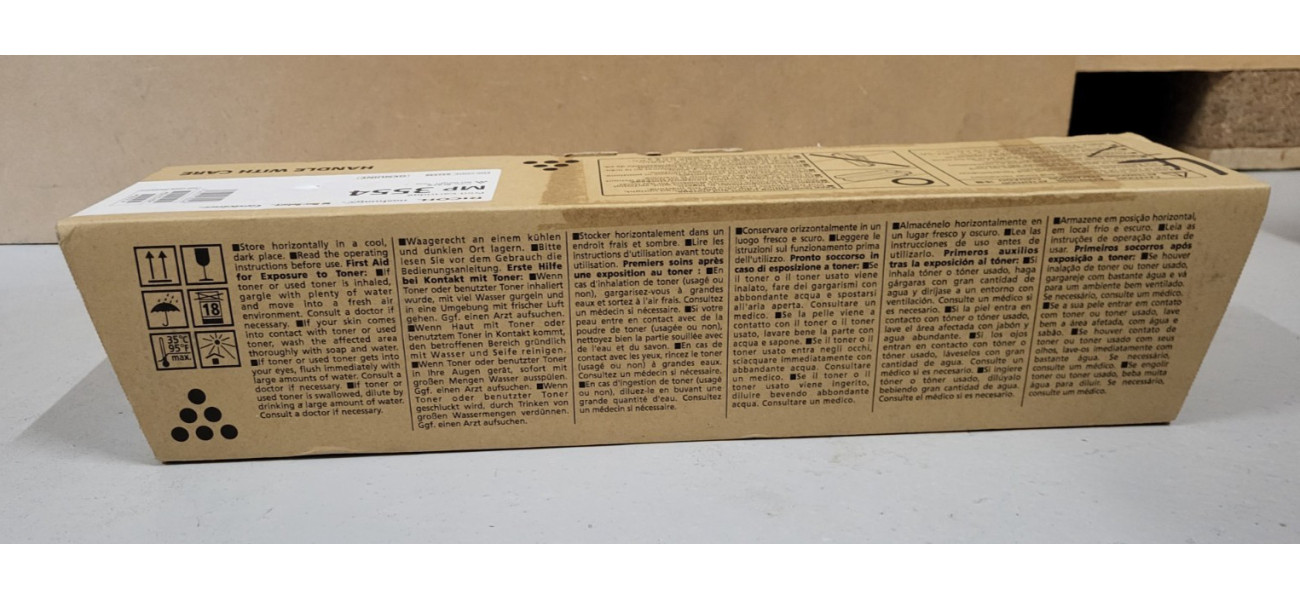 HANDLE WITH CARE
RICOH
MP 3554
18
35°C
95°F
max.
■Store horizontally in a cool,
dark place. ■Read the operating
instructions before use. First Aid
for Exposure to Toner: ■If
toner or used toner is inhaled,
gargle with plenty of water
and move into a fresh air
environment. Consult a doctor if
necessary. ■If your skin comes
into contact with toner or used
toner, wash the affected area
thoroughly with soap and water.
■If toner or used toner gets into
your eyes, flush immediately with
large amounts of water. Consult a
doctor if necessary. ■If toner or
used toner is swallowed, dilute by
drinking a large amount of water.
Consult a doctor if necessary.
■Waagerecht an einem kühlen
und dunklen Ort lagern. ■Bitte
lesen Sie vor dem Gebrauch die
Bedienungsanleitung. Erste Hilfe
bei Kontakt mit Toner: ■Wenn
Toner oder benutzter Toner inhaliert
wurde, mit viel Wasser gurgeln und
in eine Umgebung mit frischer Luft
gehen. Ggf. einen Arzt aufsuchen.
■Wenn Haut mit Toner oder
benutztem Toner in Kontakt kommt,
den betroffenen Bereich gründlich
mit Wasser und Seife reinigen.
■Wenn Toner oder benutzter Toner
in Ihre Augen gerät, sofort mit
großen Mengen Wasser ausspülen.
Ggf. einen Arzt aufsuchen. ■Wenn
Toner oder benutzter Toner
geschluckt wird, durch Trinken von
großen Wassermengen verdünnen.
Ggf. einen Arzt aufsuchen.
■Stocker horizontalement dans un
endroit frais et sombre. ■Lire les
instructions d'utilisation avant toute
utilisation. Premiers soins après
une exposition au toner : ■En
cas d'inhalation de toner (usagé ou
non), gargarisez-vous à grandes
eaux et sortez à l'air frais. Consultez
un médecin si nécessaire. ■Si votre
peau entre en contact avec de la
poudre de toner (usagée ou non),
nettoyez bien la partie souillée avec
de l'eau et du savon. ■En cas de
contact avec les yeux, rincez le toner
(usagé ou non) à grandes eaux.
Consultez un médecin si nécessaire.
■En cas d'ingestion de toner (usagé
ou non), diluez-le en buvant une
grande quantité d'eau. Consultez
un médecin si nécessaire.
■Conservare orizzontalmente in un
luogo fresco e scuro. ■Leggere le
istruzioni sul funzionamento prima
dell'utilizzo. Pronto soccorso in
caso di esposizione a toner: ■Se
il toner o il toner usato viene
inalato, fare dei gargarismi con
abbondante acqua e spostarsi
all'aria aperta. Consultare un
medico. ■Se la pelle viene a
contatto con il toner o il toner
usato, lavare bene la parte con
acqua e sapone. ■Se il toner o il
toner usato entra negli occhi,
sciacquare immediatamente con
abbondante acqua. Consultare
un medico. ■Se il toner o il
toner usato viene ingerito,
diluire bevendo abbondante
acqua. Consultare un medico.
■Almacénelo horizontalmente en
un lugar fresco y oscuro. ■Lea las
instrucciones de uso antes de
utilizarlo. Primeros auxilios
tras la exposición al tóner: ■Si
inhala tóner o tóner usado, haga
gárgaras con gran cantidad de
agua y diríjase a un entorno con
ventilación. Consulte un médico si
es necesario. ■Si la piel entra en
contacto con tóner o tóner usado,
lave el área afectada con jabón y
agua abundante. ■Si los ojos
entran en contacto con tóner o
tóner usado, láveselos con gran
cantidad de agua. Consulte un
médico si es necesario. ■Si ingiere
tóner o tóner usado, dilúyalo
bebiendo gran cantidad de agua.
Consulte el médico si es necesario.
■Armazene em posição horizontal,
em local frio e escuro. ■Leia as
instruções de operação antes de
usar. Primeiros socorros após
exposição a toner: ■Se houver
inalação de toner ou toner usado,
gargareje com bastante água e vá
para um ambiente bem ventilado.
Se necessário, consulte um médico.
■Se a sua pele entrar em contato
com toner ou toner usado, lave
bem a área afetada, com água e
sabão. ■Se houver contato de
toner ou toner usado com seus
olhos, lave-os imediatamente com
bastante água. Se necessário,
consulte um médico. ■Se engolir
toner ou toner usado, beba muita
água para diluir. Se necessário,
consulte um médico.